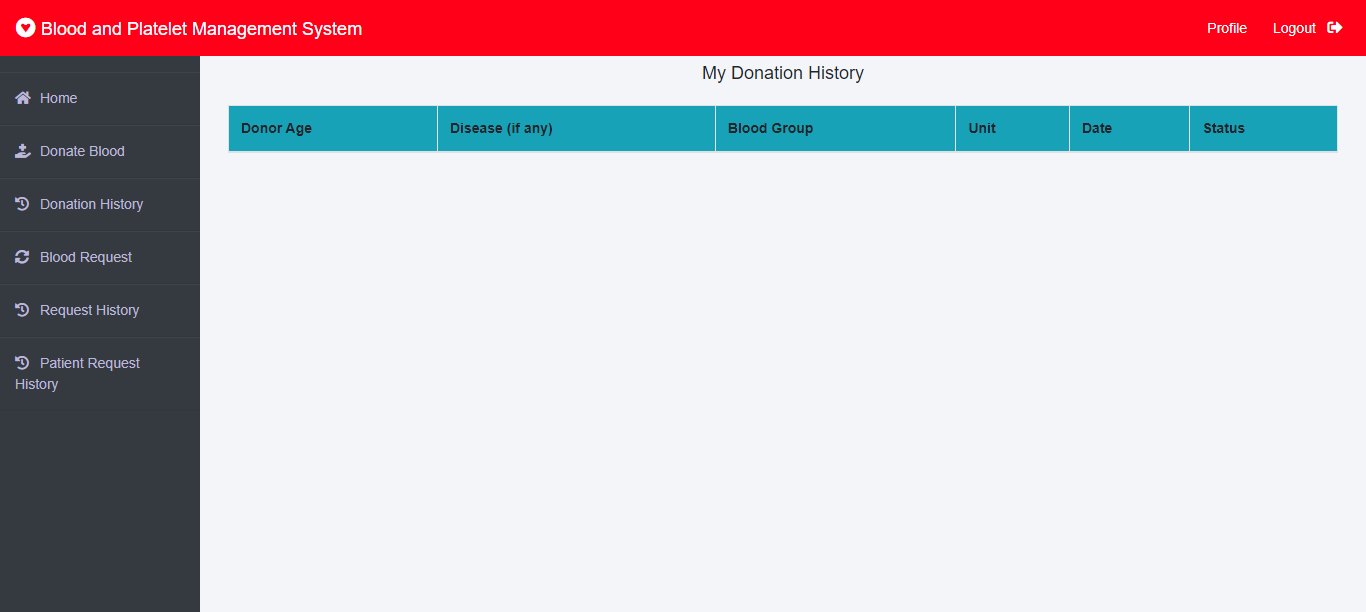 Blood and Platelet Management System
Profile
Logout
Home
Donate Blood
Donation History
Blood Request
Request History
Patient Request
History
My Donation History
Donor Age
Disease (if any)
Blood Group
Unit
Date
Status